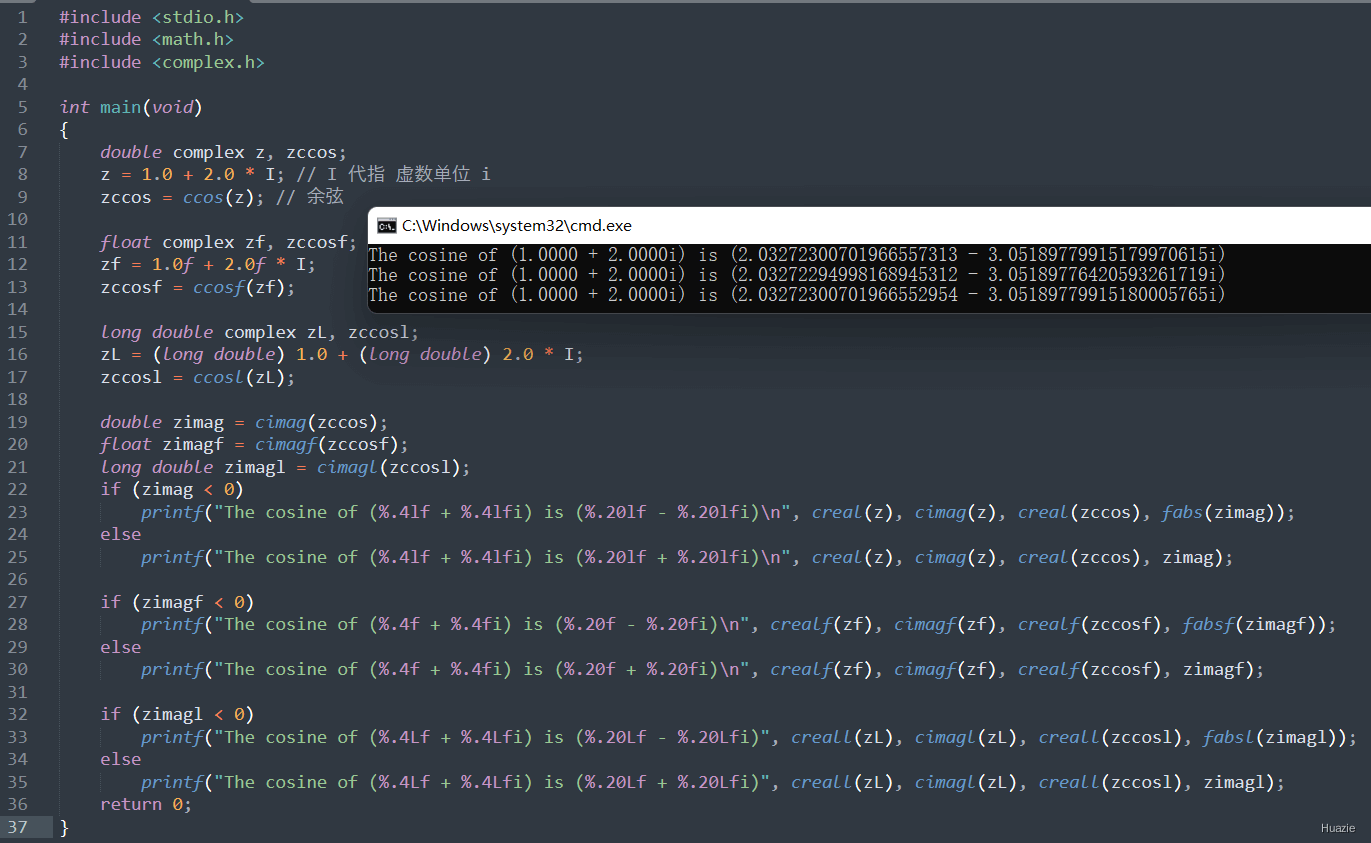 1 #include <stdio.h>
2 #include <math.h>
3 #include <complex.h>
4
5 int main(void)
6 {
7     double complex z, zccos;
8     z = 1.0 + 2.0 * I; // I 代指 虚数单位 i
9     zccos = ccos(z); // 余弦
10
11     float complex zf, zccosf;
12     zf = 1.0f + 2.0f * I;
13     zccosf = ccosf(zf);
14
15     long double complex zL, zccosl;
16     zL = (long double) 1.0 + (long double) 2.0 * I;
17     zccosl = ccosl(zL);
18
19     double zimag = cimag(zccos);
20     float zimagf = cimagf(zccosf);
21     long double zimagl = cimagl(zccosl);
22     if (zimag < 0)
23         printf("The cosine of (%.4lf + %.4lfi) is (%.20lf - %.20lfi)\n", creal(z), cimag(z), creal(zccos), fabs(zimag));
24     else
25         printf("The cosine of (%.4lf + %.4lfi) is (%.20lf + %.20lfi)\n", creal(z), cimag(z), creal(zccos), zimag);
26
27     if (zimagf < 0)
28         printf("The cosine of (%.4f + %.4fi) is (%.20f - %.20fi)\n", crealf(zf), cimagf(zf), crealf(zccosf), fabsf(zimagf));
29     else
30         printf("The cosine of (%.4f + %.4fi) is (%.20f + %.20fi)\n", crealf(zf), cimagf(zf), crealf(zccosf), zimagf);
31
32     if (zimagl < 0)
33         printf("The cosine of (%.4Lf + %.4Lfi) is (%.20Lf - %.20Lfi)", creall(zL), cimagl(zL), creall(zccosl), fabsl(zimagl));
34     else
35         printf("The cosine of (%.4Lf + %.4Lfi) is (%.20Lf + %.20Lfi)", creall(zL), cimagl(zL), creall(zccosl), zimagl);
36     return 0;
37 }
C:\Windows\system32\cmd.exe
The cosine of (1.0000 + 2.0000i) is (2.03272300701966557313 - 3.05189779915179970615i)
The cosine of (1.0000 + 2.0000i) is (2.03272294998168945312 - 3.05189776420593261719i)
The cosine of (1.0000 + 2.0000i) is (2.03272300701966552954 - 3.05189779915180005765i)
Huazie